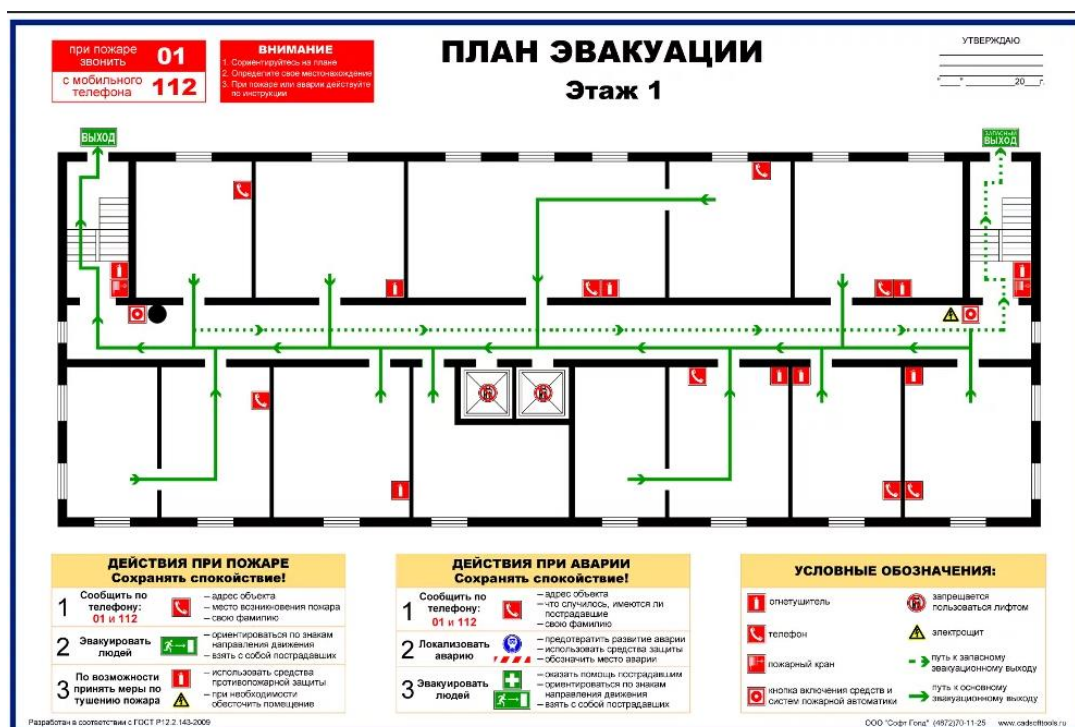 при пожаре звонить 01
с мобильного телефона 112
ВНИМАНИЕ
1. Сориентируйтесь на плане
2. Определите свое местонахождение
3. При пожаре или аварии действуйте
по инструкции
ПЛАН ЭВАКУАЦИИ
Этаж 1
УТВЕРЖДАЮ
"__"__________20__г.
ВЫХОД
ЗАПАСНЫЙ
ВЫХОД
ДЕЙСТВИЯ ПРИ ПОЖАРЕ
Сохранять спокойствие!
1 Сообщить по
телефону:
01 и 112
– адрес объекта
– место возникновения пожара
– свою фамилию
2 Эвакуировать
людей
– ориентироваться по знакам
направления движения
– взять с собой пострадавших
3 По возможности
принять меры по
тушению пожара
– использовать средства
противопожарной защиты
– при необходимости
обесточить помещение
ДЕЙСТВИЯ ПРИ АВАРИИ
Сохранять спокойствие!
1 Сообщить по
телефону:
01 и 112
– адрес объекта
– что случилось, имеются ли
пострадавшие
– свою фамилию
2 Локализовать
аварию
– предотвратить развитие аварии
– использовать средства защиты
– обозначить место аварии
3 Эвакуировать
людей
– оказать помощь пострадавшим
– ориентироваться по знакам
направления движения
– взять с собой пострадавших
УСЛОВНЫЕ ОБОЗНАЧЕНИЯ:
огнетушитель
телефон
пожарный кран
кнопка включения средств и
систем пожарной автоматики
запрещается
пользоваться лифтом
электрощит
путь к запасному
эвакуационному выходу
путь к основному
эвакуационному выходу
Разработан в соответствии с ГОСТ Р12.2.143-2009
ООО "Софт Голд" (4872)70-11-25 www.cadsofttools.ru